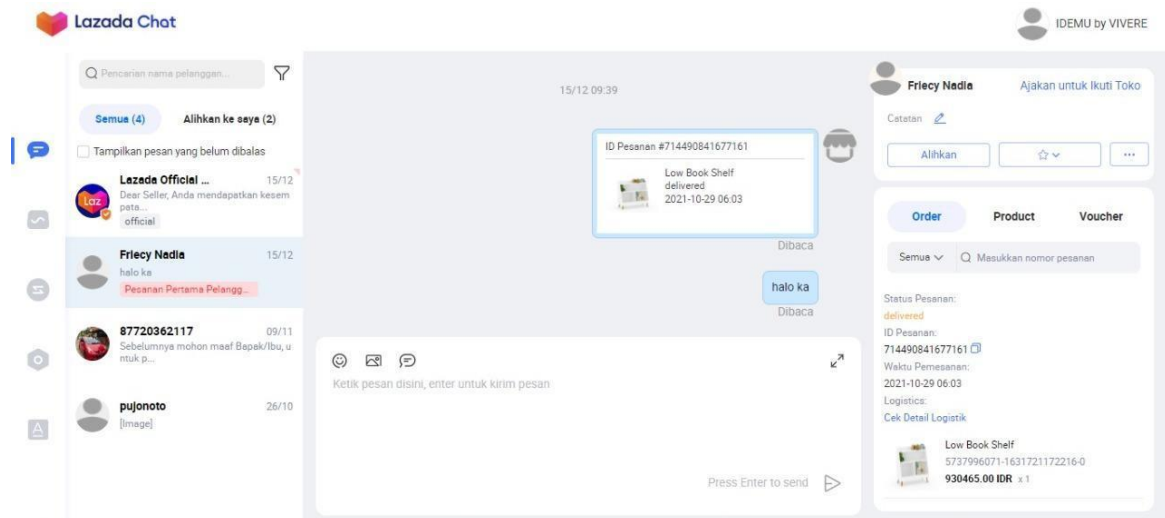 Lazada Chat
IDEMU by VIVERE
Pencarian nama pelanggan...
Semua (4)
Alihkan ke saya (2)
Tampilkan pesan yang belum dibalas
Lazada Official ...
15/12
Dear Seller, Anda mendapatkan kesem
pata...
official
Laz
Friecy Nadia
15/12
halo ka
Pesanan Pertama Pelangg...
87720362117
09/11
Sebelumnya mohon maaf Bapak/Ibu, u
ntuk p...
pujonoto
26/10
[Image]
15/12 09:39
ID Pesanan #714490841677161
Low Book Shelf
delivered
2021-10-29 06:03
Dibaca
halo ka
Dibaca
Ketik pesan disini, enter untuk kirim pesan
Press Enter to send
Friecy Nadia
Ajakan untuk Ikuti Toko
Catatan
Alihkan
Order
Product
Voucher
Semua
Masukkan nomor pesanan
Status Pesanan:
delivered
ID Pesanan:
714490841677161
Waktu Pemesanan:
2021-10-29 06:03
Logistics:
Cek Detail Logistik
Low Book Shelf
5737996071-1631721172216-0
930465.00 IDR x 1